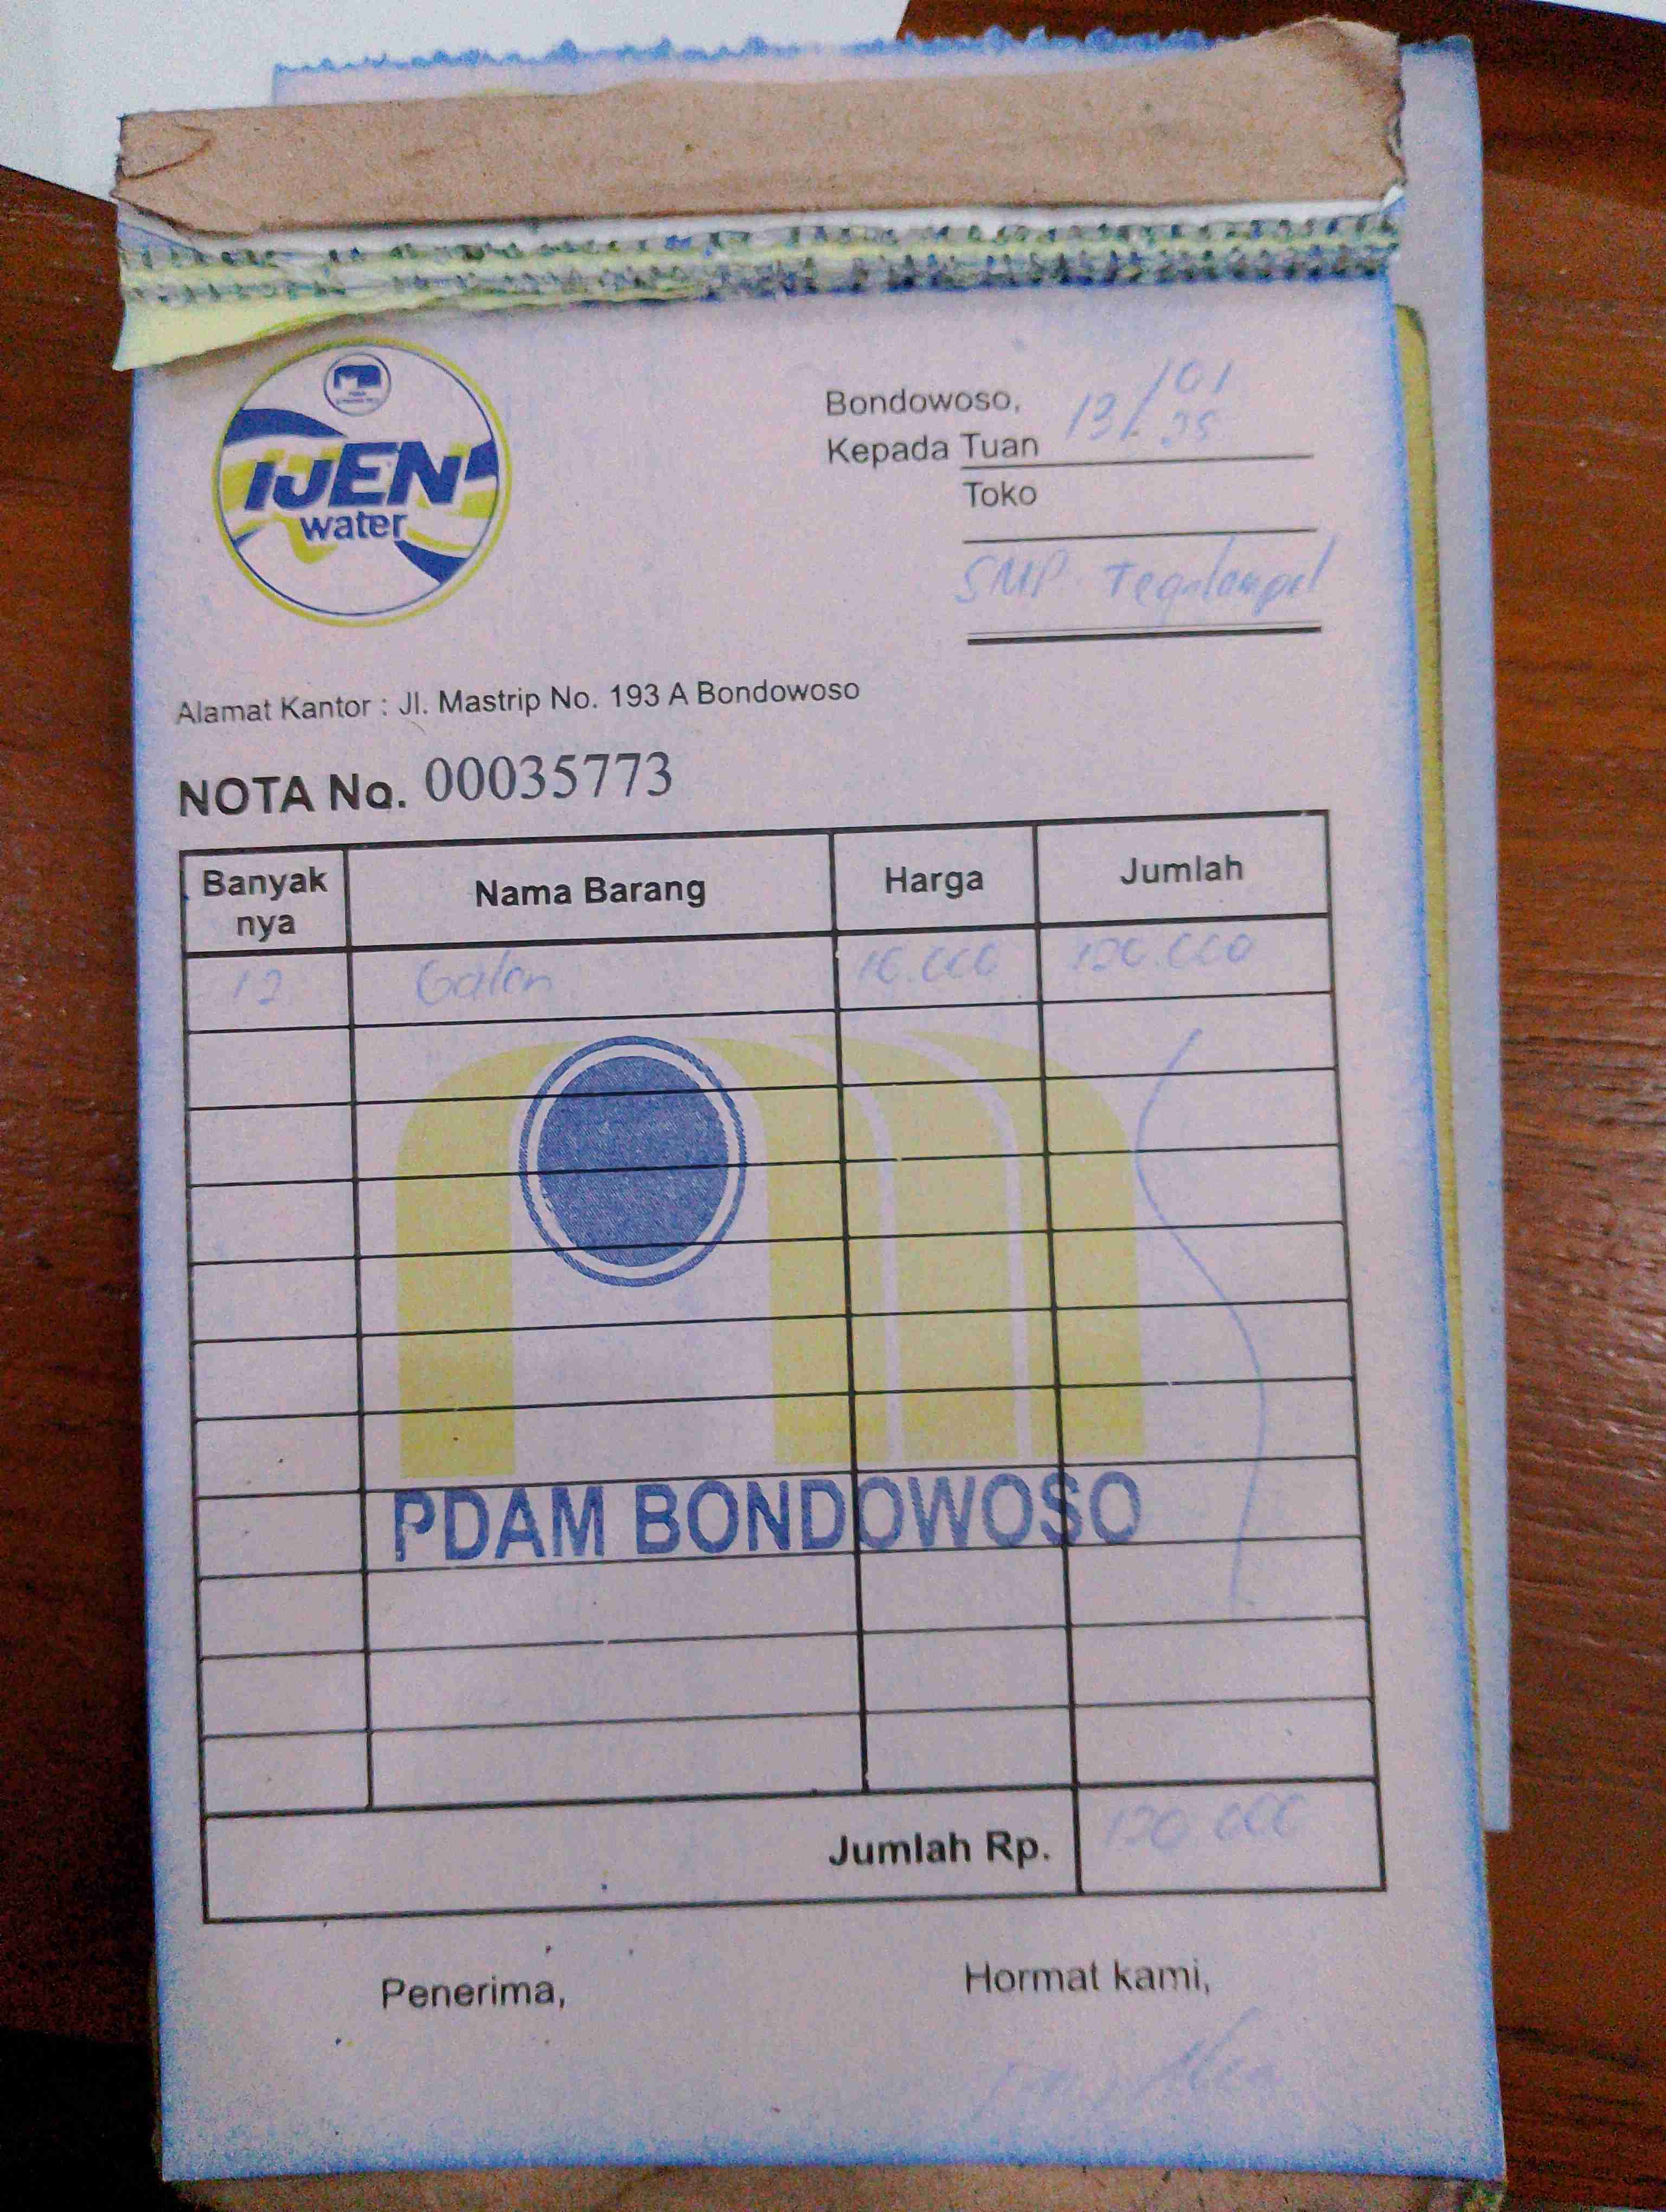 IJEN
water
Bondowoso, 13/01
Kepada Tuan
Toko
SMP Tegalampel
Alamat Kantor : Jl. Mastrip No. 193 A Bondowoso
NOTA No. 00035773
Banyak nya Nama Barang Harga Jumlah
12 Galon 10.000 120.000
PDAM BONDOWOSO
Jumlah Rp. 120 000
Penerima, Hormat kami,